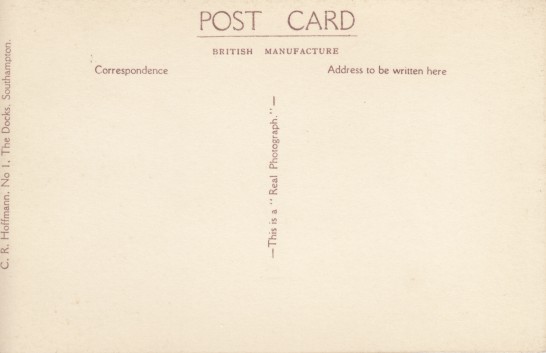 POST CARD
BRITISH MANUFACTURE
Correspondence
Address to be written here
—This is a "Real Photograph."—
C. R. Hoffmann, No 1, The Docks, Southampton.